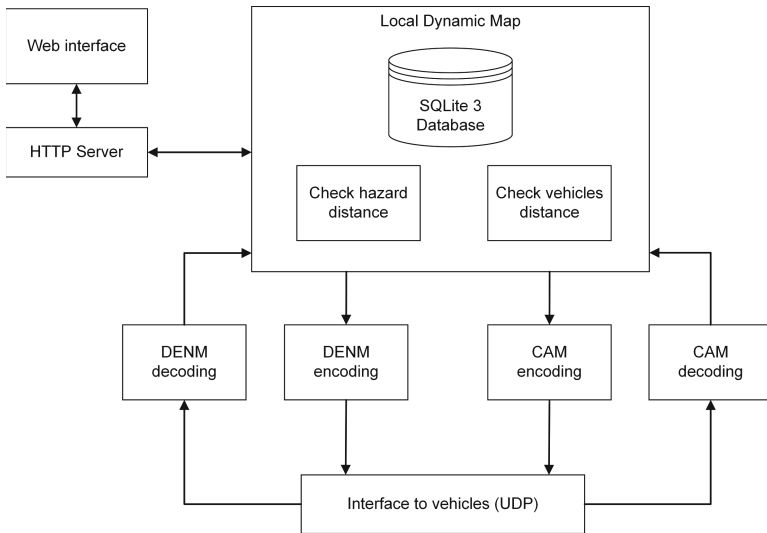 Local Dynamic Map
Web interface
SQLite 3
Database
HTTP Server
Check hazard
distance
Check vehicles
distance
DENM
decoding
DENM
encoding
CAM
encoding
CAM
decoding
Interface to vehicles (UDP)